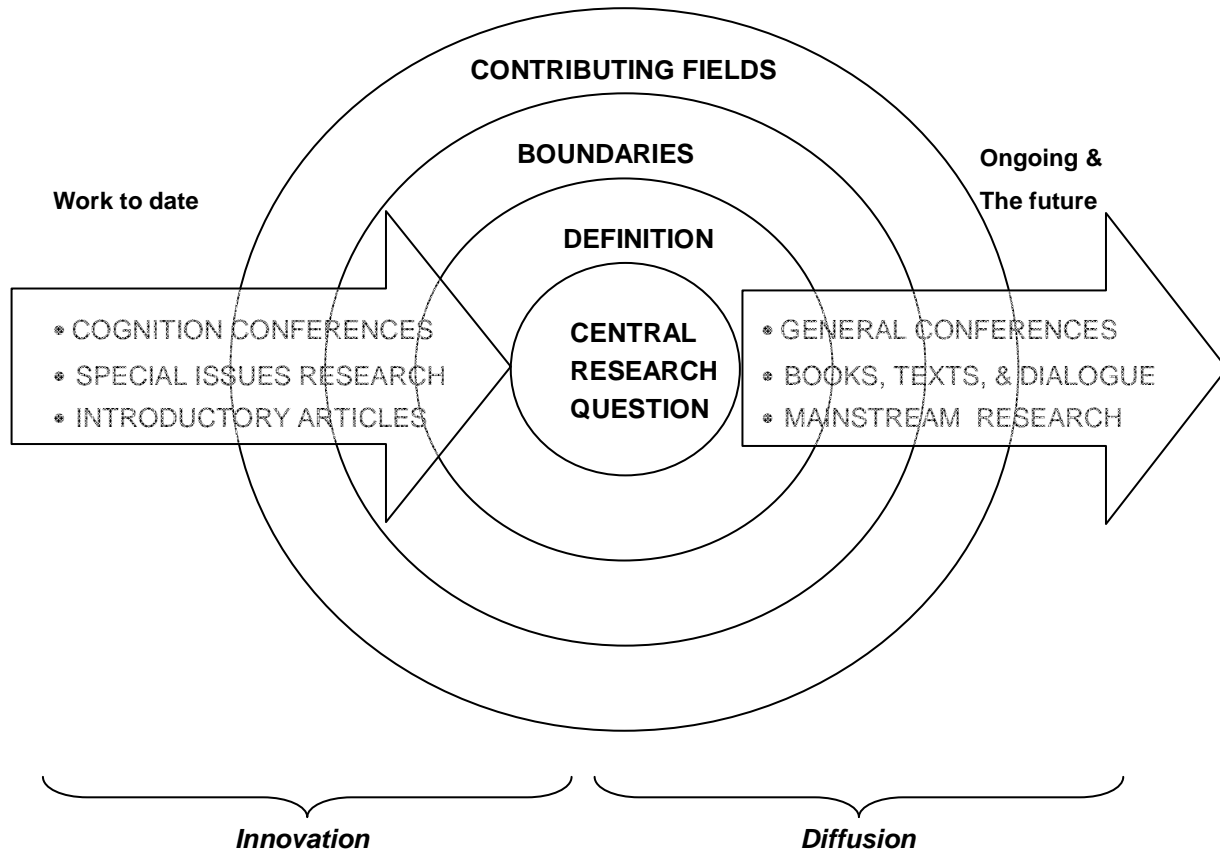 CONTRIBUTING FIELDS
BOUNDARIES
Ongoing &
The future
Work to date
DEFINITION
• COGNITION CONFERENCES
• SPECIAL ISSUES RESEARCH
• INTRODUCTORY ARTICLES
CENTRAL
RESEARCH
QUESTION
• GENERAL CONFERENCES
• BOOKS, TEXTS, & DIALOGUE
• MAINSTREAM RESEARCH
Innovation
Diffusion